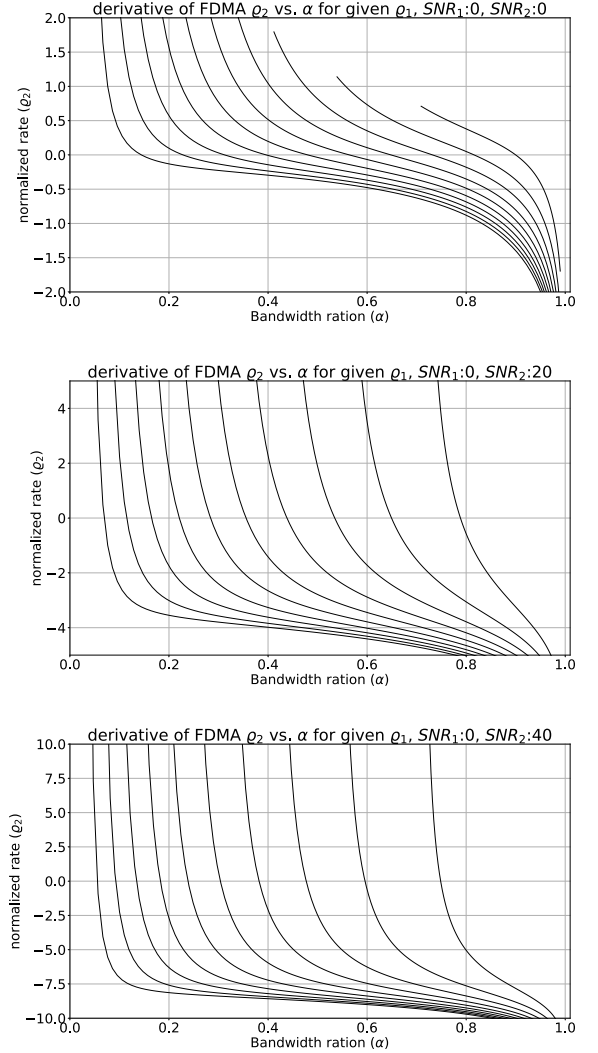 derivative of FDMA ϱ₂ vs. α for given ϱ₁, SNR₁:0, SNR₂:0
2.0
1.5
1.0
0.5
0.0
−0.5
−1.0
−1.5
−2.0
normalized rate (ϱ₂)
0.0 0.2 0.4 0.6 0.8 1.0
Bandwidth ration (α)
derivative of FDMA ϱ₂ vs. α for given ϱ₁, SNR₁:0, SNR₂:20
4
2
0
−2
−4
normalized rate (ϱ₂)
0.0 0.2 0.4 0.6 0.8 1.0
Bandwidth ration (α)
derivative of FDMA ϱ₂ vs. α for given ϱ₁, SNR₁:0, SNR₂:40
10.0
7.5
5.0
2.5
0.0
−2.5
−5.0
−7.5
−10.0
normalized rate (ϱ₂)
0.0 0.2 0.4 0.6 0.8 1.0
Bandwidth ration (α)